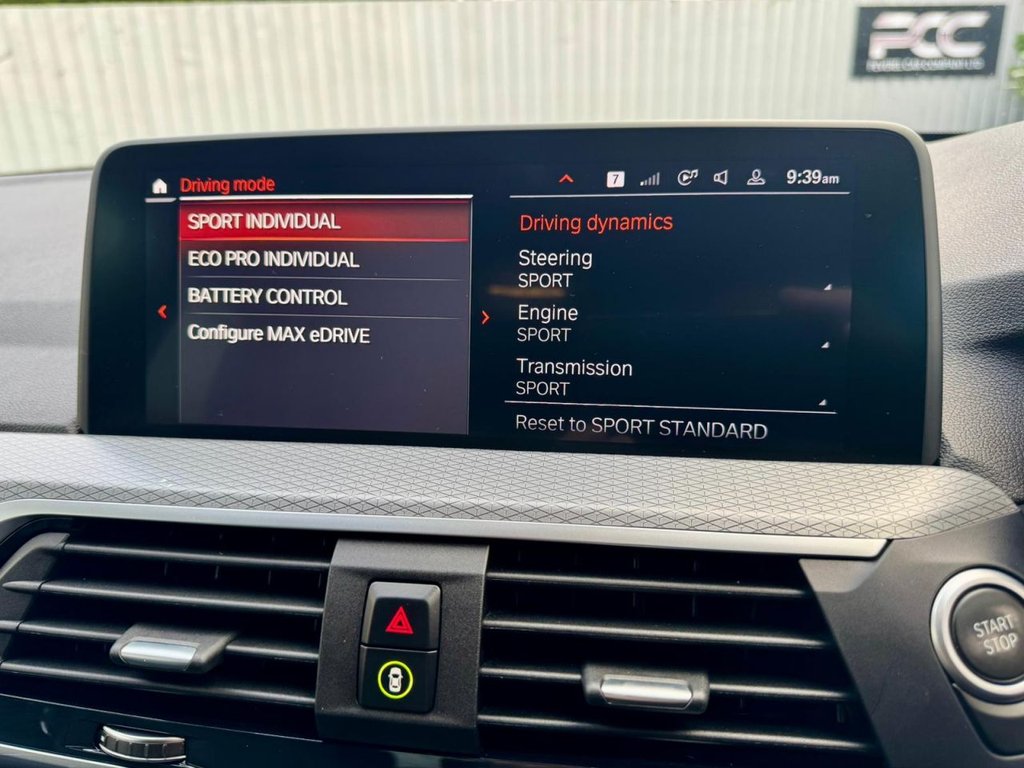 PCC
Driving mode
7
9:39am
SPORT INDIVIDUAL
ECO PRO INDIVIDUAL
BATTERY CONTROL
Configure MAX eDRIVE
Driving dynamics
Steering
SPORT
Engine
SPORT
Transmission
SPORT
Reset to SPORT STANDARD
START
STOP